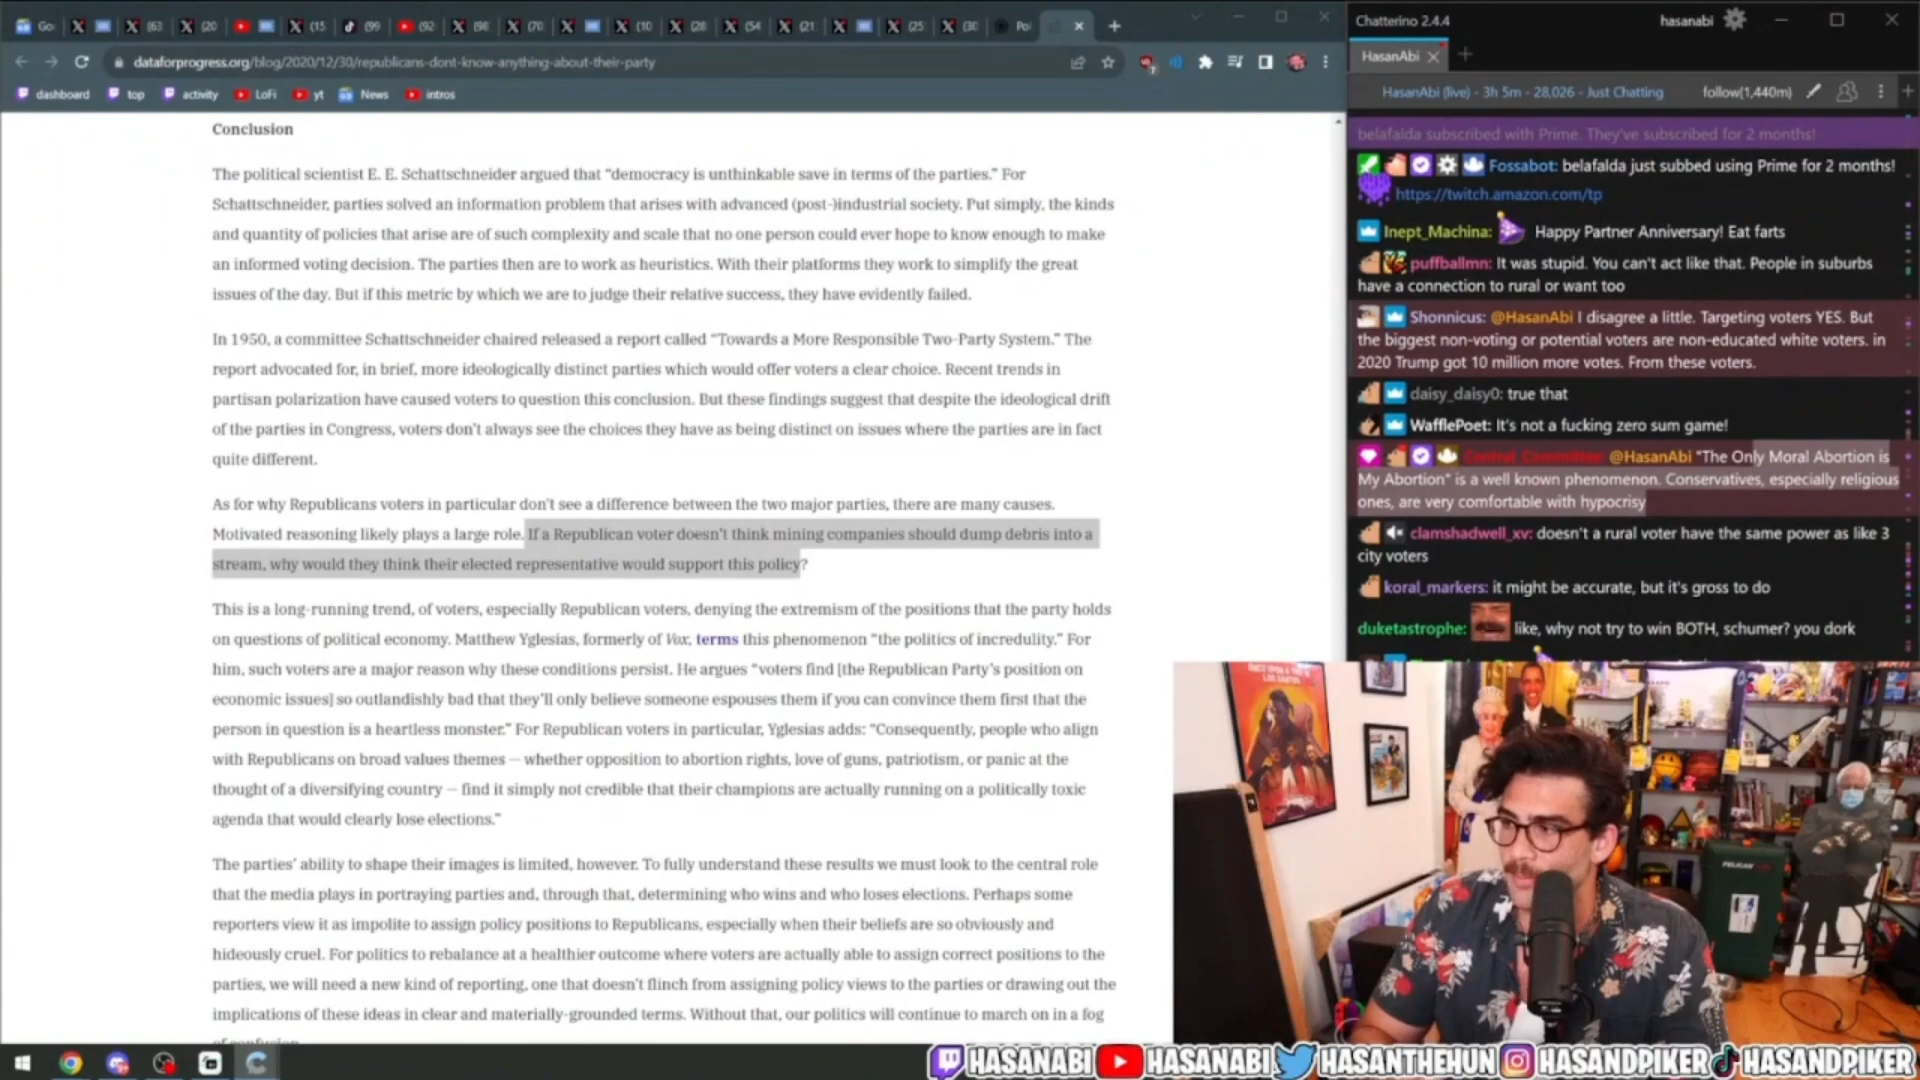 Go
(63
(20
(15
(99
(92
(98
(70
(10
(28
(54
(21
(25
(30
Pol
dataforprogress.org/blog/2020/12/30/republicans-dont-know-anything-about-their-party
dashboard
top
activity
LoFi
yt
News
intros
Conclusion
The political scientist E. E. Schattschneider argued that “democracy is unthinkable save in terms of the parties.” For
Schattschneider, parties solved an information problem that arises with advanced (post-)industrial society. Put simply, the kinds
and quantity of policies that arise are of such complexity and scale that no one person could ever hope to know enough to make
an informed voting decision. The parties then are to work as heuristics. With their platforms they work to simplify the great
issues of the day. But if this metric by which we are to judge their relative success, they have evidently failed.
In 1950, a committee Schattschneider chaired released a report called “Towards a More Responsible Two-Party System.” The
report advocated for, in brief, more ideologically distinct parties which would offer voters a clear choice. Recent trends in
partisan polarization have caused voters to question this conclusion. But these findings suggest that despite the ideological drift
of the parties in Congress, voters don’t always see the choices they have as being distinct on issues where the parties are in fact
quite different.
As for why Republicans voters in particular don’t see a difference between the two major parties, there are many causes.
Motivated reasoning likely plays a large role. If a Republican voter doesn’t think mining companies should dump debris into a
stream, why would they think their elected representative would support this policy?
This is a long-running trend, of voters, especially Republican voters, denying the extremism of the positions that the party holds
on questions of political economy. Matthew Yglesias, formerly of Vox, terms this phenomenon “the politics of incredulity.” For
him, such voters are a major reason why these conditions persist. He argues “voters find [the Republican Party’s position on
economic issues] so outlandishly bad that they’ll only believe someone espouses them if you can convince them first that the
person in question is a heartless monster.” For Republican voters in particular, Yglesias adds: “Consequently, people who align
with Republicans on broad values themes — whether opposition to abortion rights, love of guns, patriotism, or panic at the
thought of a diversifying country — find it simply not credible that their champions are actually running on a politically toxic
agenda that would clearly lose elections.”
The parties’ ability to shape their images is limited, however. To fully understand these results we must look to the central role
that the media plays in portraying parties and, through that, determining who wins and who loses elections. Perhaps some
reporters view it as impolite to assign policy positions to Republicans, especially when their beliefs are so obviously and
hideously cruel. For politics to rebalance at a healthier outcome where voters are actually able to assign correct positions to the
parties, we will need a new kind of reporting, one that doesn’t flinch from assigning policy views to the parties or drawing out the
implications of these ideas in clear and materially-grounded terms. Without that, our politics will continue to march on in a fog
of confusion.
Chatterino 2.4.4
hasanabi
HasanAbi
HasanAbi (live) - 3h 5m - 28,026 - Just Chatting
follow(1,440m)
belafalda subscribed with Prime. They've subscribed for 2 months!
Fossabot: belafalda just subbed using Prime for 2 months!
https://twitch.amazon.com/tp
Inept_Machina: Happy Partner Anniversary! Eat farts
puffballmn: It was stupid. You can't act like that. People in suburbs
have a connection to rural or want too
Shonnicus: @HasanAbi I disagree a little. Targeting voters YES. But
the biggest non-voting or potential voters are non-educated white voters. in
2020 Trump got 10 million more votes. From these voters.
daisy_daisy0: true that
WafflePoet: It's not a fucking zero sum game!
Central_Committee: @HasanAbi "The Only Moral Abortion is
My Abortion" is a well known phenomenon. Conservatives, especially religious
ones, are very comfortable with hypocrisy
clamshadwell_xv: doesn't a rural voter have the same power as like 3
city voters
koral_markers: it might be accurate, but it's gross to do
duketastrophe: like, why not try to win BOTH, schumer? you dork
ONCE UPON A TIME IN
LOS SANTOS
PELICAN
HASANABI HASANABI HASANTHEHUN HASANDPIKER HASANDPIKER